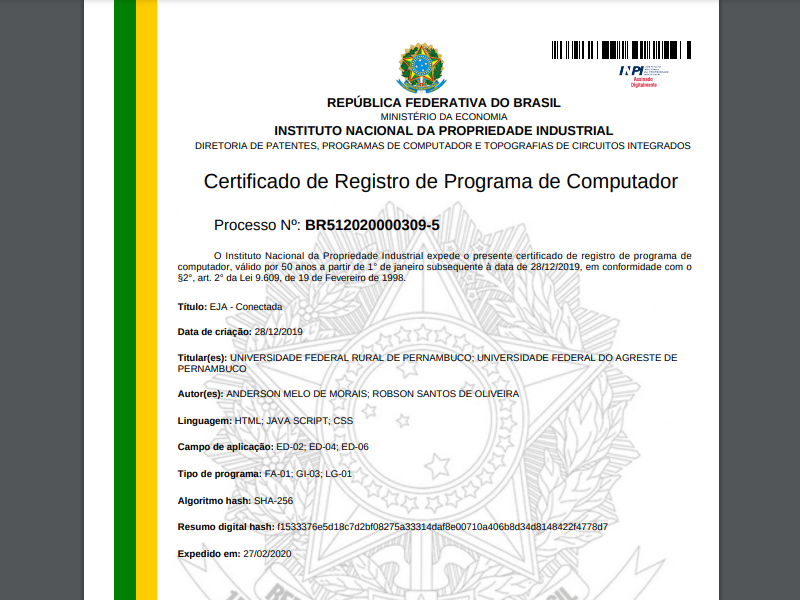 INPI
Assinado
Digitalmente
REPÚBLICA FEDERATIVA DO BRASIL
MINISTÉRIO DA ECONOMIA
INSTITUTO NACIONAL DA PROPRIEDADE INDUSTRIAL
DIRETORIA DE PATENTES, PROGRAMAS DE COMPUTADOR E TOPOGRAFIAS DE CIRCUITOS INTEGRADOS
Certificado de Registro de Programa de Computador
Processo Nº: BR512020000309-5
O Instituto Nacional da Propriedade Industrial expede o presente certificado de registro de programa de
computador, válido por 50 anos a partir de 1° de janeiro subsequente à data de 28/12/2019, em conformidade com o
§2°, art. 2° da Lei 9.609, de 19 de Fevereiro de 1998.
Título: EJA - Conectada
Data de criação: 28/12/2019
Titular(es): UNIVERSIDADE FEDERAL RURAL DE PERNAMBUCO; UNIVERSIDADE FEDERAL DO AGRESTE DE
PERNAMBUCO
Autor(es): ANDERSON MELO DE MORAIS; ROBSON SANTOS DE OLIVEIRA
Linguagem: HTML; JAVA SCRIPT; CSS
Campo de aplicação: ED-02; ED-04; ED-06
Tipo de programa: FA-01; GI-03; LG-01
Algoritmo hash: SHA-256
Resumo digital hash: f1533376e5d18c7d2bf08275a33314daf8e00710a406b8d34d8148422f4778d7
Expedido em: 27/02/2020